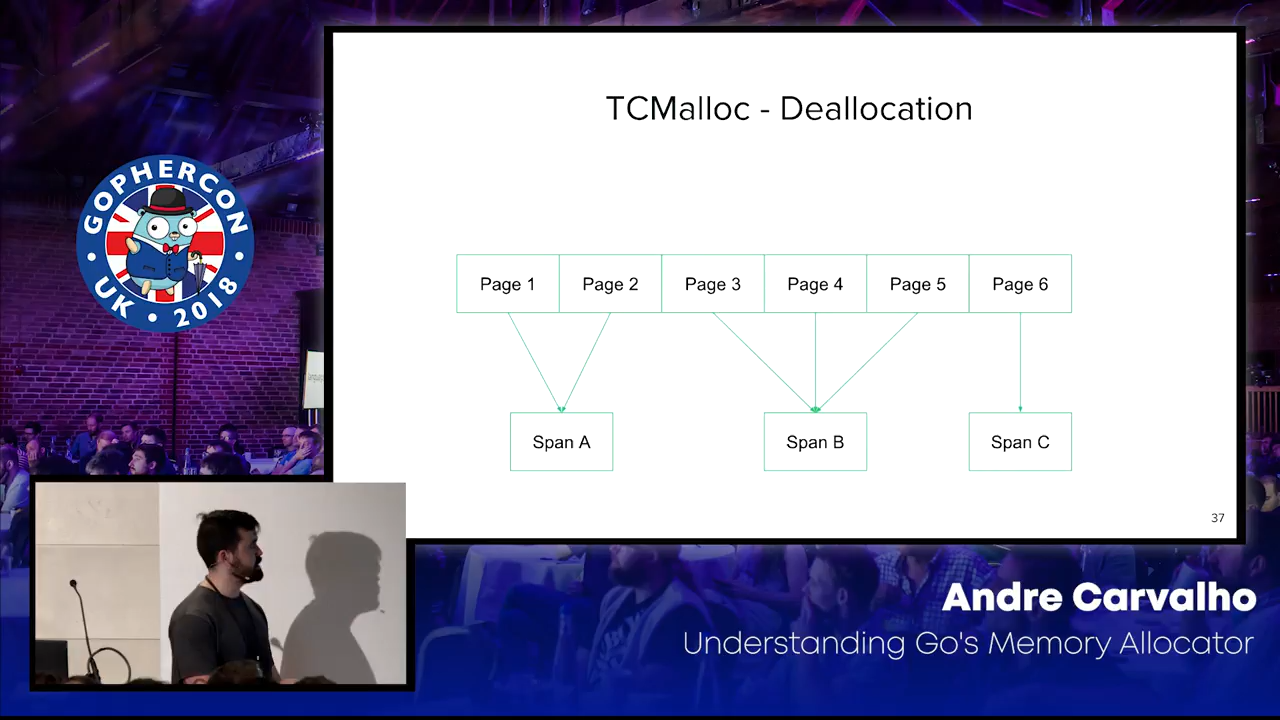 TCMalloc - Deallocation
GOPHERCON
UK • 2018
Page 1
Page 2
Page 3
Page 4
Page 5
Page 6
Span A
Span B
Span C
37
Andre Carvalho
Understanding Go's Memory Allocator